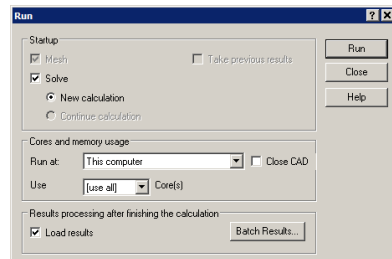 Run
Startup
Mesh
Take previous results
Solve
New calculation
Continue calculation
Cores and memory usage
Run at: This computer Close CAD
Use [use all] Core(s)
Results processing after finishing the calculation
Load results Batch Results...
Run
Close
Help